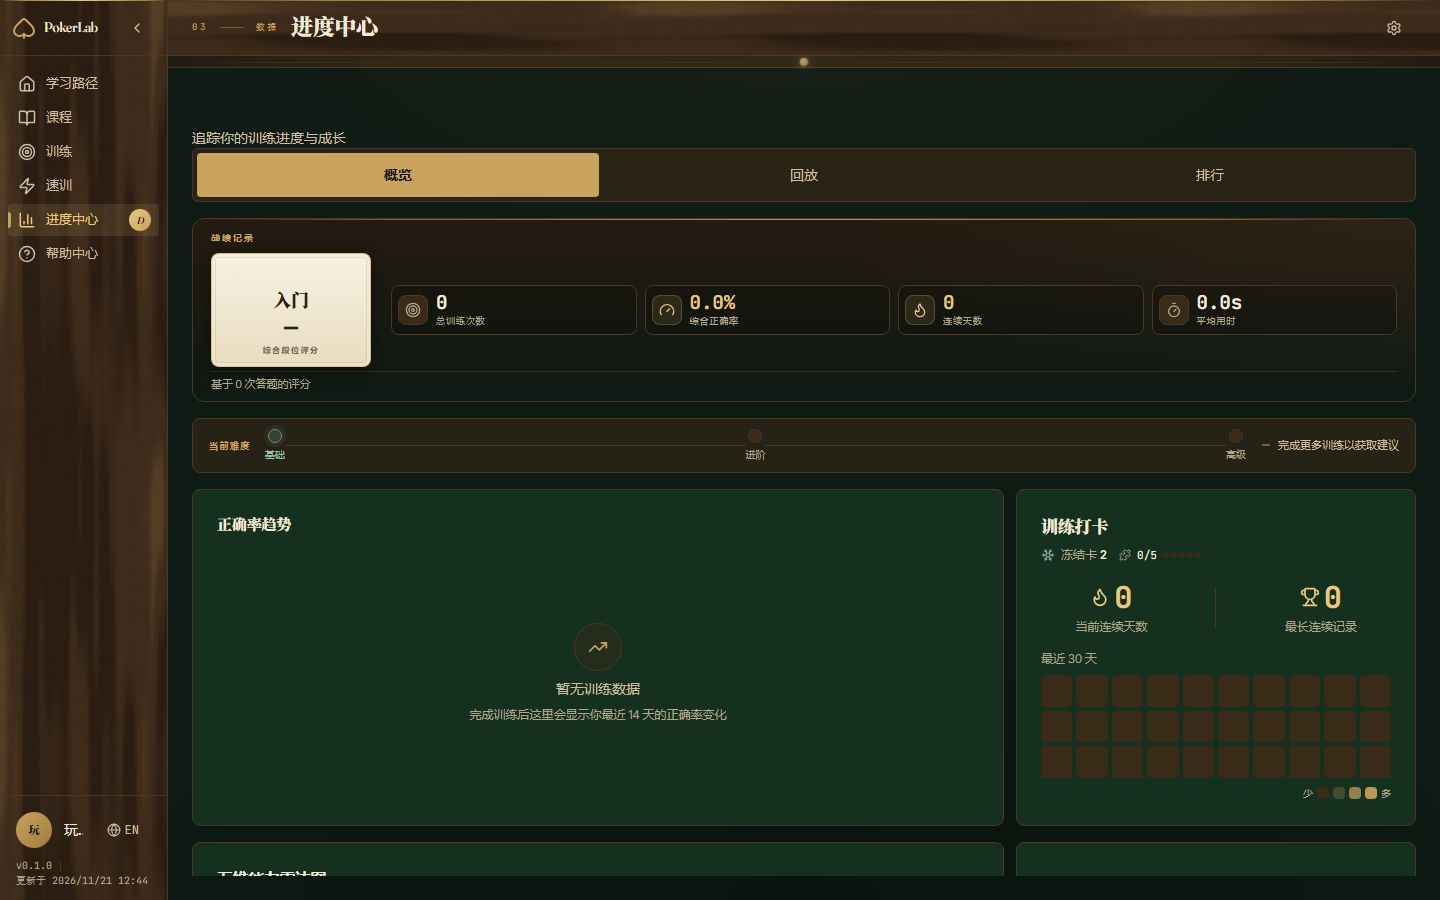 PokerLab
学习路径
课程
训练
速训
进度中心 D
帮助中心
玩 玩.. EN
v0.1.0
更新于 2026/11/21 12:44
03 数据 进度中心
追踪你的训练进度与成长
概览 回放 排行
战绩记录
入门
—
综合段位评分
0
总训练次数
0.0%
综合正确率
0
连续天数
0.0s
平均用时
基于 0 次答题的评分
当前难度
基础 进阶 高级
— 完成更多训练以获取建议
正确率趋势
暂无训练数据
完成训练后这里会显示你最近 14 天的正确率变化
训练打卡
冻结卡 2 0/5
0
当前连续天数
0
最长连续记录
最近 30 天
少 多